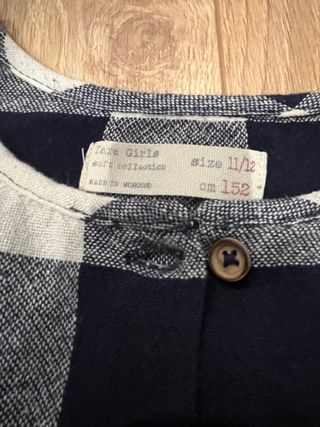 Zara Girls
soft collection
MADE IN MOROCCO
size 11/12
cm 152